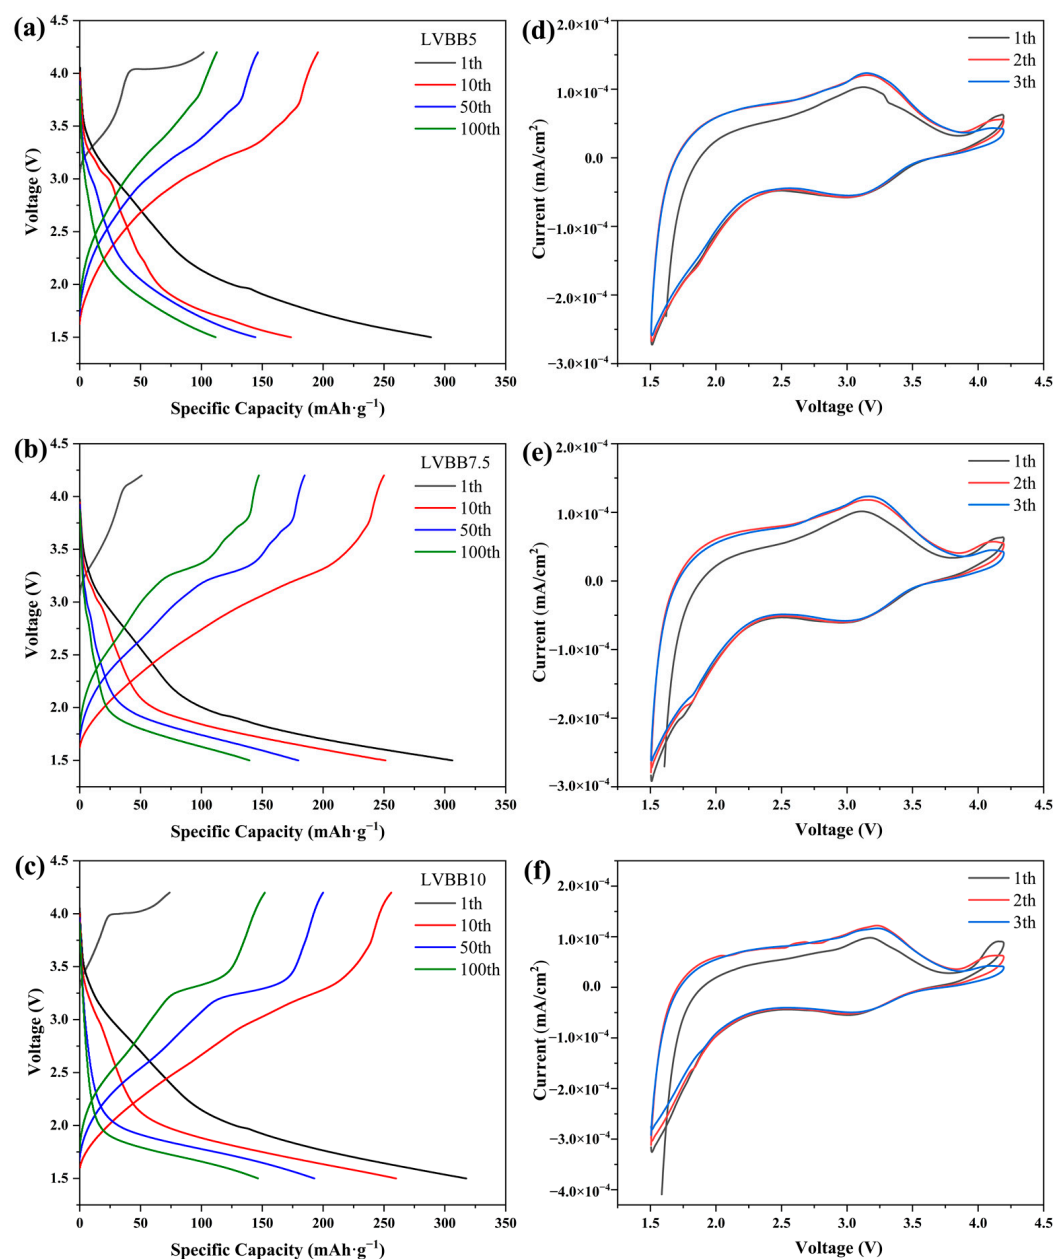 (a)
LVBB5
1th
10th
50th
100th
4.5
4.0
3.5
3.0
2.5
2.0
1.5
0 50 100 150 200 250 300 350
Voltage (V)
Specific Capacity (mAh·g⁻¹)
(d)
1th
2th
3th
2.0×10⁻⁴
1.0×10⁻⁴
0.0
−1.0×10⁻⁴
−2.0×10⁻⁴
−3.0×10⁻⁴
1.5 2.0 2.5 3.0 3.5 4.0 4.5
Current (mA/cm²)
Voltage (V)
(b)
LVBB7.5
1th
10th
50th
100th
4.5
4.0
3.5
3.0
2.5
2.0
1.5
0 50 100 150 200 250 300 350
Voltage (V)
Specific Capacity (mAh·g⁻¹)
(e)
1th
2th
3th
2.0×10⁻⁴
1.0×10⁻⁴
0.0
−1.0×10⁻⁴
−2.0×10⁻⁴
−3.0×10⁻⁴
1.5 2.0 2.5 3.0 3.5 4.0 4.5
Current (mA/cm²)
Voltage (V)
(c)
LVBB10
1th
10th
50th
100th
4.5
4.0
3.5
3.0
2.5
2.0
1.5
0 50 100 150 200 250 300 350
Voltage (V)
Specific Capacity (mAh·g⁻¹)
(f)
1th
2th
3th
2.0×10⁻⁴
1.0×10⁻⁴
0.0
−1.0×10⁻⁴
−2.0×10⁻⁴
−3.0×10⁻⁴
−4.0×10⁻⁴
1.5 2.0 2.5 3.0 3.5 4.0 4.5
Current (mA/cm²)
Voltage (V)